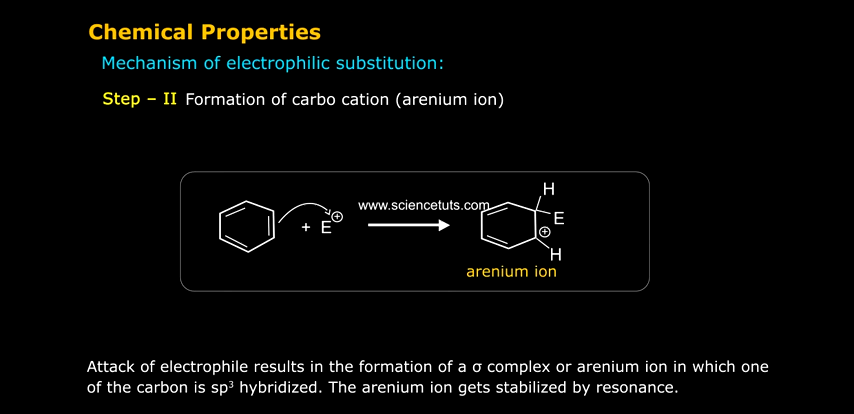 Chemical Properties
Mechanism of electrophilic substitution:
Step – II Formation of carbo cation (arenium ion)
H
www.sciencetuts.com
+ E⊕
E
⊕
H
arenium ion
Attack of electrophile results in the formation of a σ complex or arenium ion in which one
of the carbon is sp³ hybridized. The arenium ion gets stabilized by resonance.